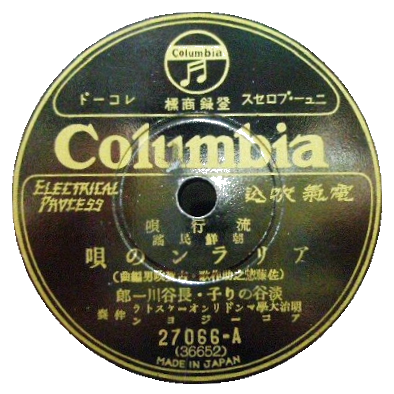 Columbia
ニュー・プロセス
登録商標
レコード
Columbia
ELECTRICAL PROCESS
電氣吹込
流行唄
朝鮮民謡
アリランの唄
(佐藤惣之助作歌・古賀政男編曲)
淡谷のり子・長谷川一郎
明治大學マンドリンオーケストラ
伴奏
27066-A
(36652)
MADE IN JAPAN